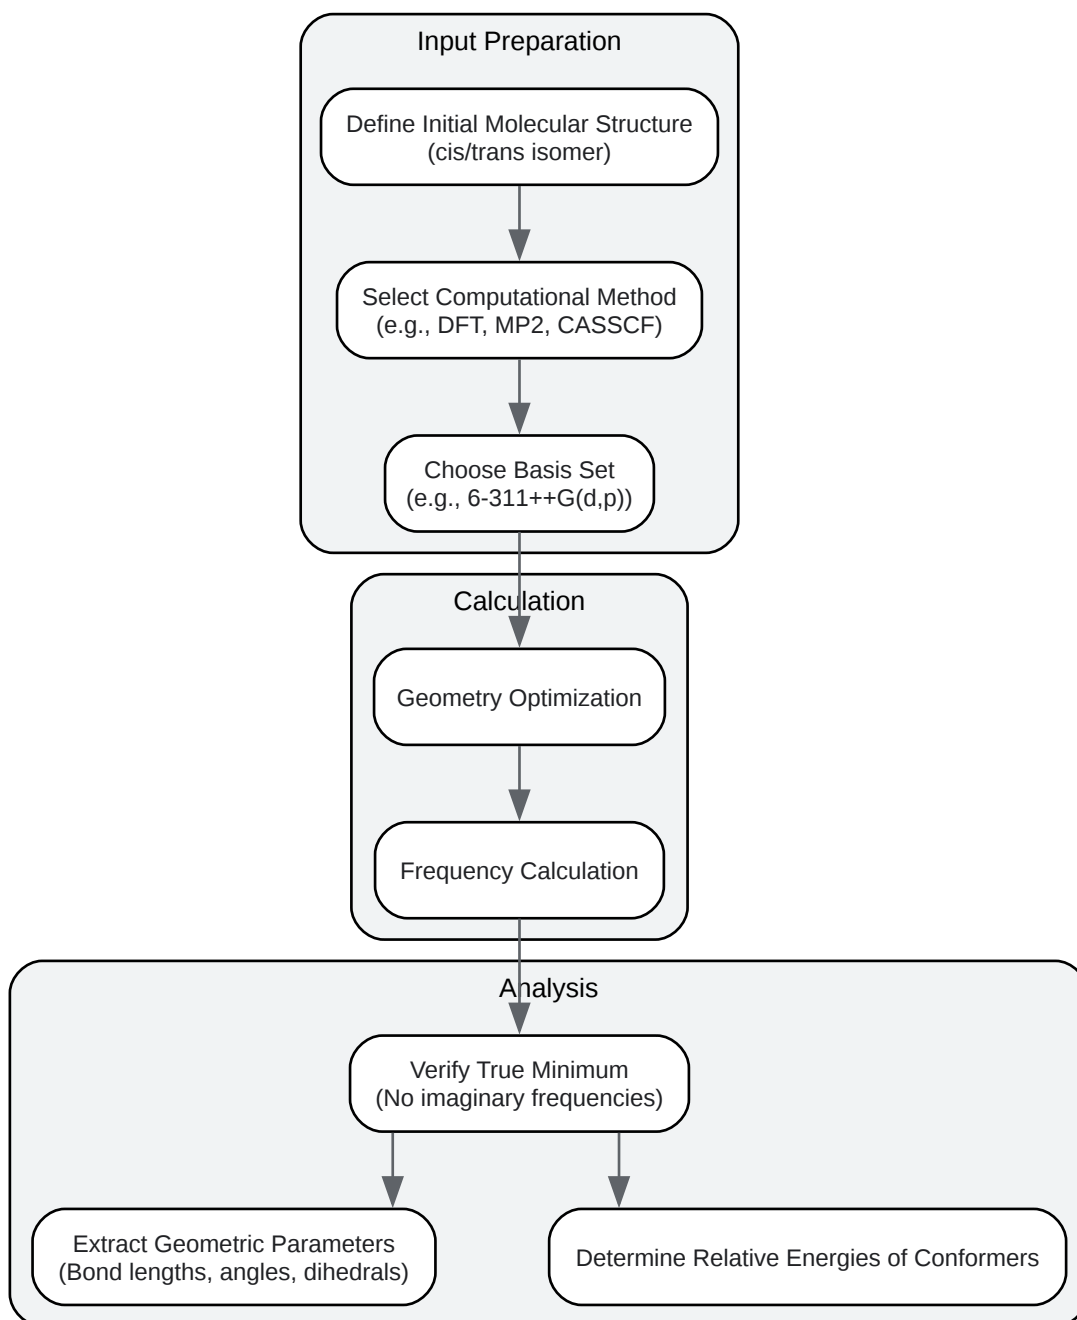 Input Preparation
Define Initial Molecular Structure
(cis/trans isomer)
Select Computational Method
(e.g., DFT, MP2, CASSCF)
Choose Basis Set
(e.g., 6-311++G(d,p))
Calculation
Geometry Optimization
Frequency Calculation
Analysis
Verify True Minimum
(No imaginary frequencies)
Extract Geometric Parameters
(Bond lengths, angles, dihedrals)
Determine Relative Energies of Conformers